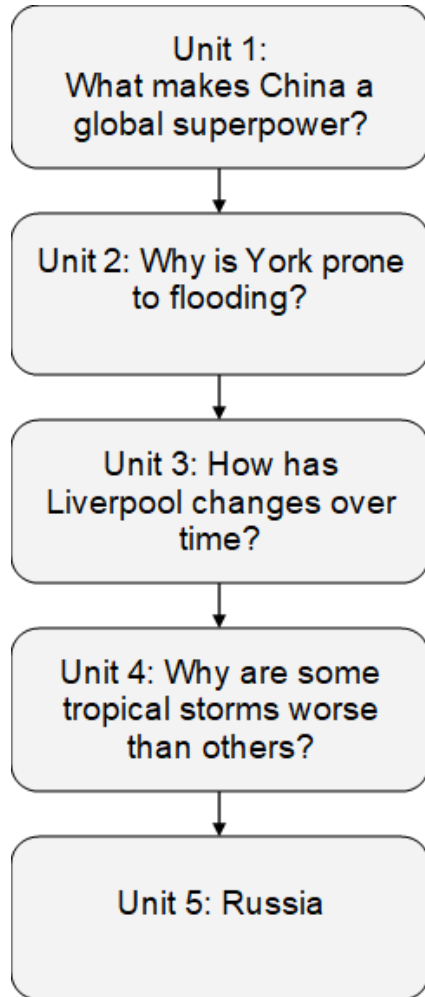 Unit 1:
What makes China a
global superpower?
Unit 2: Why is York prone
to flooding?
Unit 3: How has
Liverpool changes over
time?
Unit 4: Why are some
tropical storms worse
than others?
Unit 5: Russia